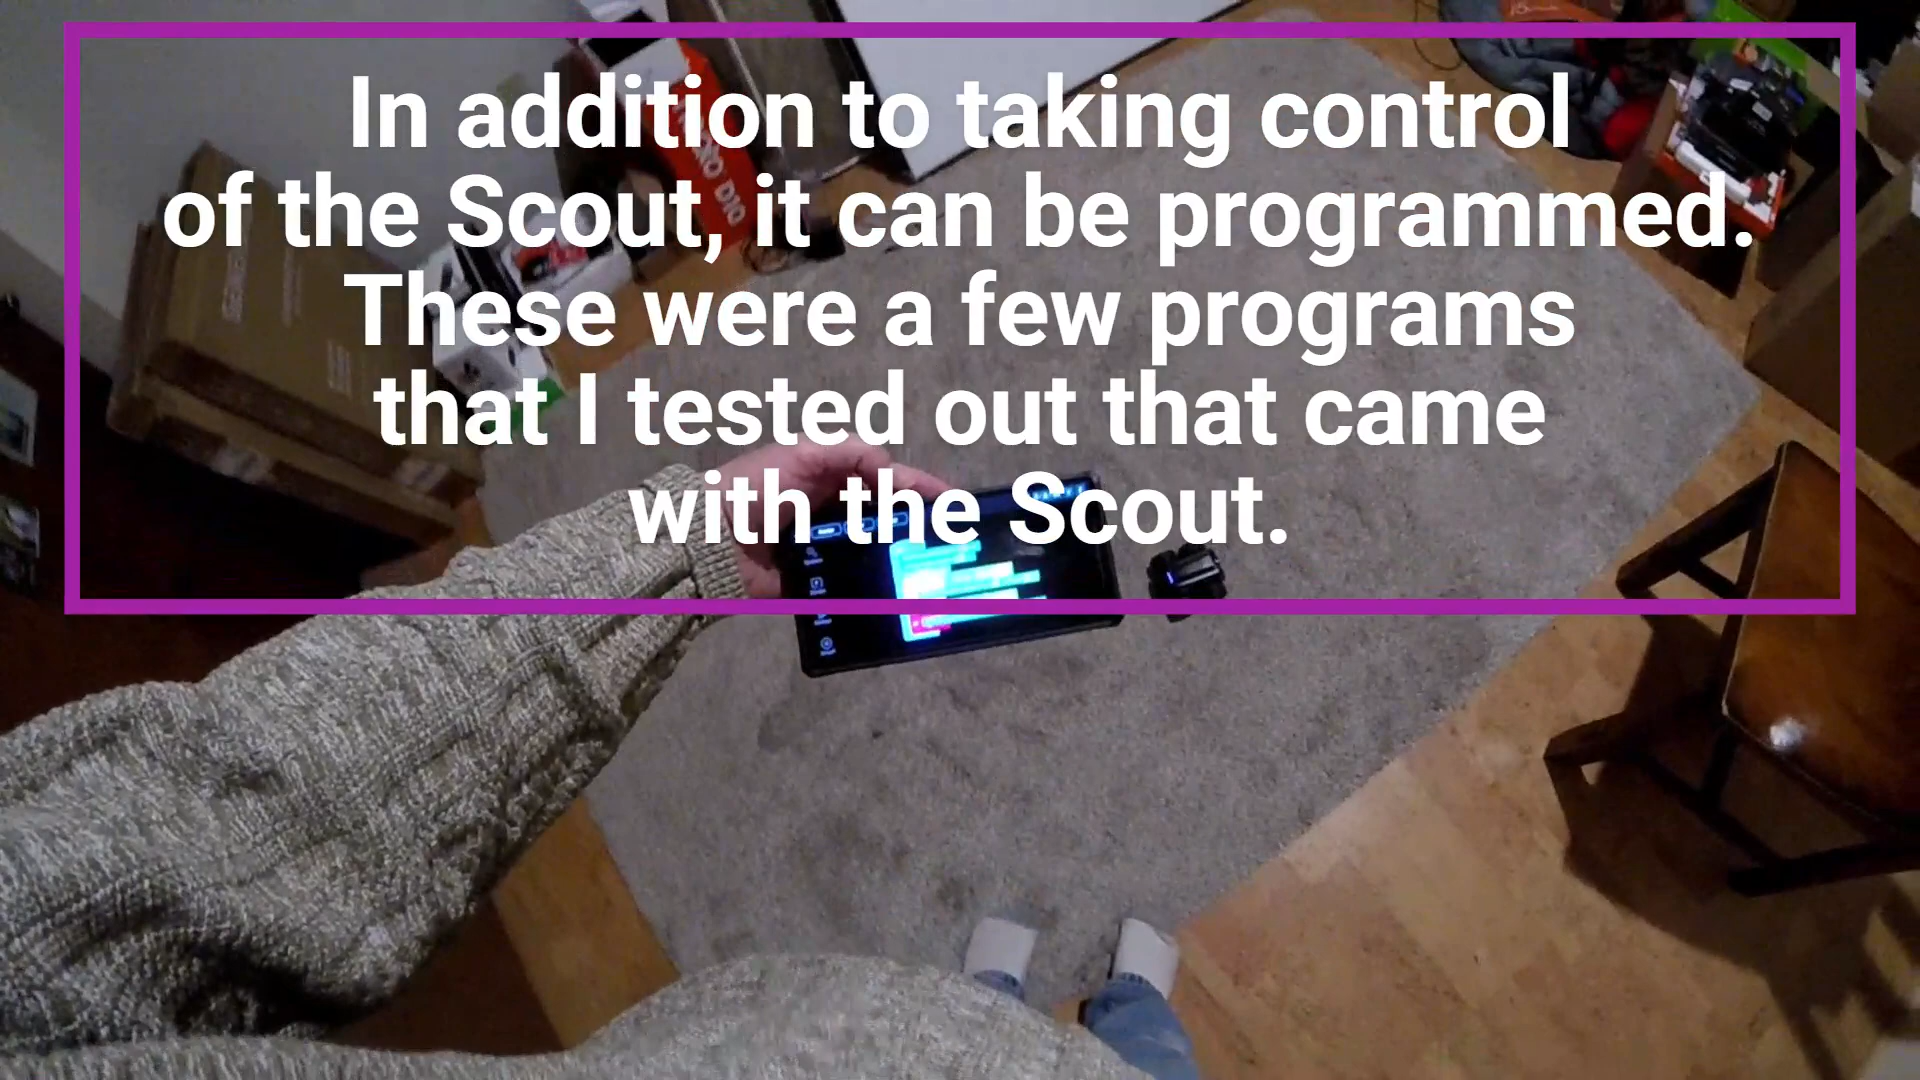 In addition to taking control
of the Scout, it can be programmed.
These were a few programs
that I tested out that came
with the Scout.